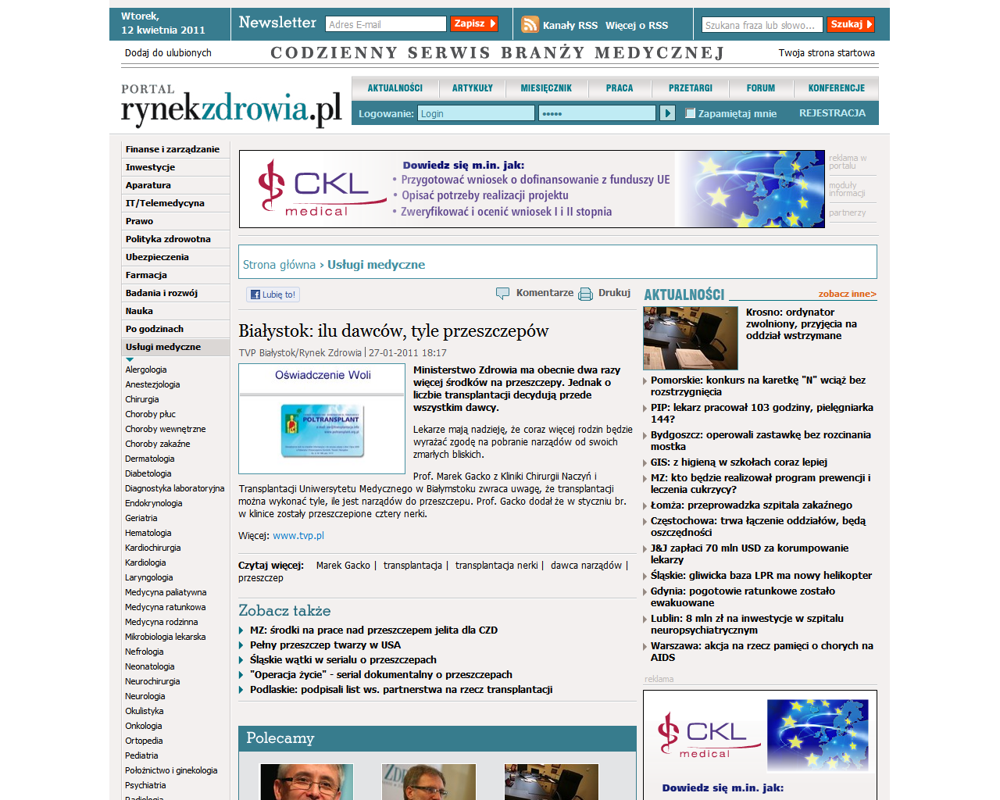 Wtorek,
12 kwietnia 2011
Newsletter
Adres E-mail
Zapisz
Kanały RSS Więcej o RSS
Szukana fraza lub słowo...
Szukaj
Dodaj do ulubionych
CODZIENNY SERWIS BRANŻY MEDYCZNEJ
Twoja strona startowa
PORTAL
rynekzdrowia.pl
AKTUALNOŚCI
ARTYKUŁY
MIESIĘCZNIK
PRACA
PRZETARGI
FORUM
KONFERENCJE
Logowanie:
Login
•••••
Zapamiętaj mnie
REJESTRACJA
Finanse i zarządzanie
Inwestycje
Aparatura
IT/Telemedycyna
Prawo
Polityka zdrowotna
Ubezpieczenia
Farmacja
Badania i rozwój
Nauka
Po godzinach
Usługi medyczne
Alergologia
Anestezjologia
Chirurgia
Choroby płuc
Choroby wewnętrzne
Choroby zakaźne
Dermatologia
Diabetologia
Diagnostyka laboratoryjna
Endokrynologia
Geriatria
Hematologia
Kardiochirurgia
Kardiologia
Laryngologia
Medycyna paliatywna
Medycyna ratunkowa
Medycyna rodzinna
Mikrobiologia lekarska
Nefrologia
Neonatologia
Neurochirurgia
Neurologia
Okulistyka
Onkologia
Ortopedia
Pediatria
Położnictwo i ginekologia
Psychiatria
Radiologia
CKL
medical
Dowiedz się m.in. jak:
• Przygotować wniosek o dofinansowanie z funduszy UE
• Opisać potrzeby realizacji projektu
• Zweryfikować i ocenić wniosek I i II stopnia
reklama w
portalu
moduły
informacji
partnerzy
Strona główna › Usługi medyczne
Lubię to!
Komentarze
Drukuj
Białystok: ilu dawców, tyle przeszczepów
TVP Białystok/Rynek Zdrowia | 27-01-2011 18:17
Oświadczenie Woli
POLTRANSPLANT
Ministerstwo Zdrowia ma obecnie dwa razy
więcej środków na przeszczepy. Jednak o
liczbie transplantacji decydują przede
wszystkim dawcy.
Lekarze mają nadzieję, że coraz więcej rodzin będzie
wyrażać zgodę na pobranie narządów od swoich
zmarłych bliskich.
Prof. Marek Gacko z Kliniki Chirurgii Naczyń i
Transplantacji Uniwersytetu Medycznego w Białymstoku zwraca uwagę, że transplantacji
można wykonać tyle, ile jest narządów do przeszczepu. Prof. Gacko dodał że w styczniu br.
w klinice zostały przeszczepione cztery nerki.
Więcej: www.tvp.pl
Czytaj więcej: Marek Gacko | transplantacja | transplantacja nerki | dawca narządów |
przeszczep
Zobacz także
MZ: środki na prace nad przeszczepem jelita dla CZD
Pełny przeszczep twarzy w USA
Śląskie wątki w serialu o przeszczepach
"Operacja życie" - serial dokumentalny o przeszczepach
Podlaskie: podpisali list ws. partnerstwa na rzecz transplantacji
Polecamy
AKTUALNOŚCI
zobacz inne>
Krosno: ordynator
zwolniony, przyjęcia na
oddział wstrzymane
Pomorskie: konkurs na karetkę "N" wciąż bez
rozstrzygnięcia
PIP: lekarz pracował 103 godziny, pielęgniarka
144?
Bydgoszcz: operowali zastawkę bez rozcinania
mostka
GIS: z higieną w szkołach coraz lepiej
MZ: kto będzie realizował program prewencji i
leczenia cukrzycy?
Łomża: przeprowadzka szpitala zakaźnego
Częstochowa: trwa łączenie oddziałów, będą
oszczędności
J&J zapłaci 70 mln USD za korumpowanie
lekarzy
Śląskie: gliwicka baza LPR ma nowy helikopter
Gdynia: pogotowie ratunkowe zostało
ewakuowane
Lublin: 8 mln zł na inwestycje w szpitalu
neuropsychiatrycznym
Warszawa: akcja na rzecz pamięci o chorych na
AIDS
reklama
CKL
medical
Dowiedz się m.in. jak: